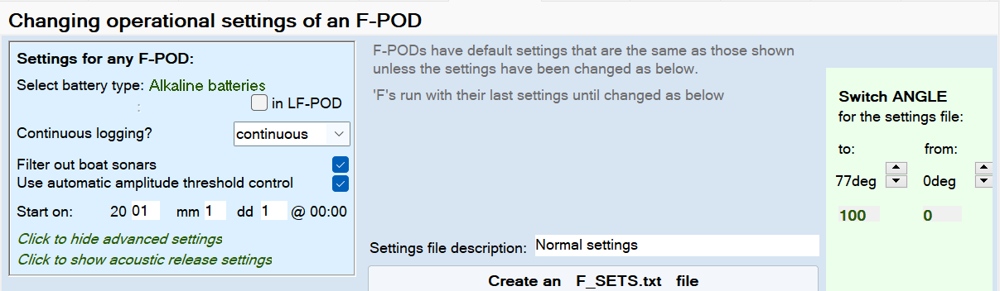 Changing operational settings of an F-POD
Settings for any F-POD:
Select battery type: Alkaline batteries
:
in LF-POD
Continuous logging? continuous
Filter out boat sonars
Use automatic amplitude threshold control
Start on: 20 01 mm 1 dd 1 @ 00:00
Click to hide advanced settings
Click to show acoustic release settings
F-PODs have default settings that are the same as those shown
unless the settings have been changed as below.
'F's run with their last settings until changed as below
Settings file description: Normal settings
Create an F_SETS.txt file
Switch ANGLE
for the settings file:
to: from:
77deg 0deg
100 0